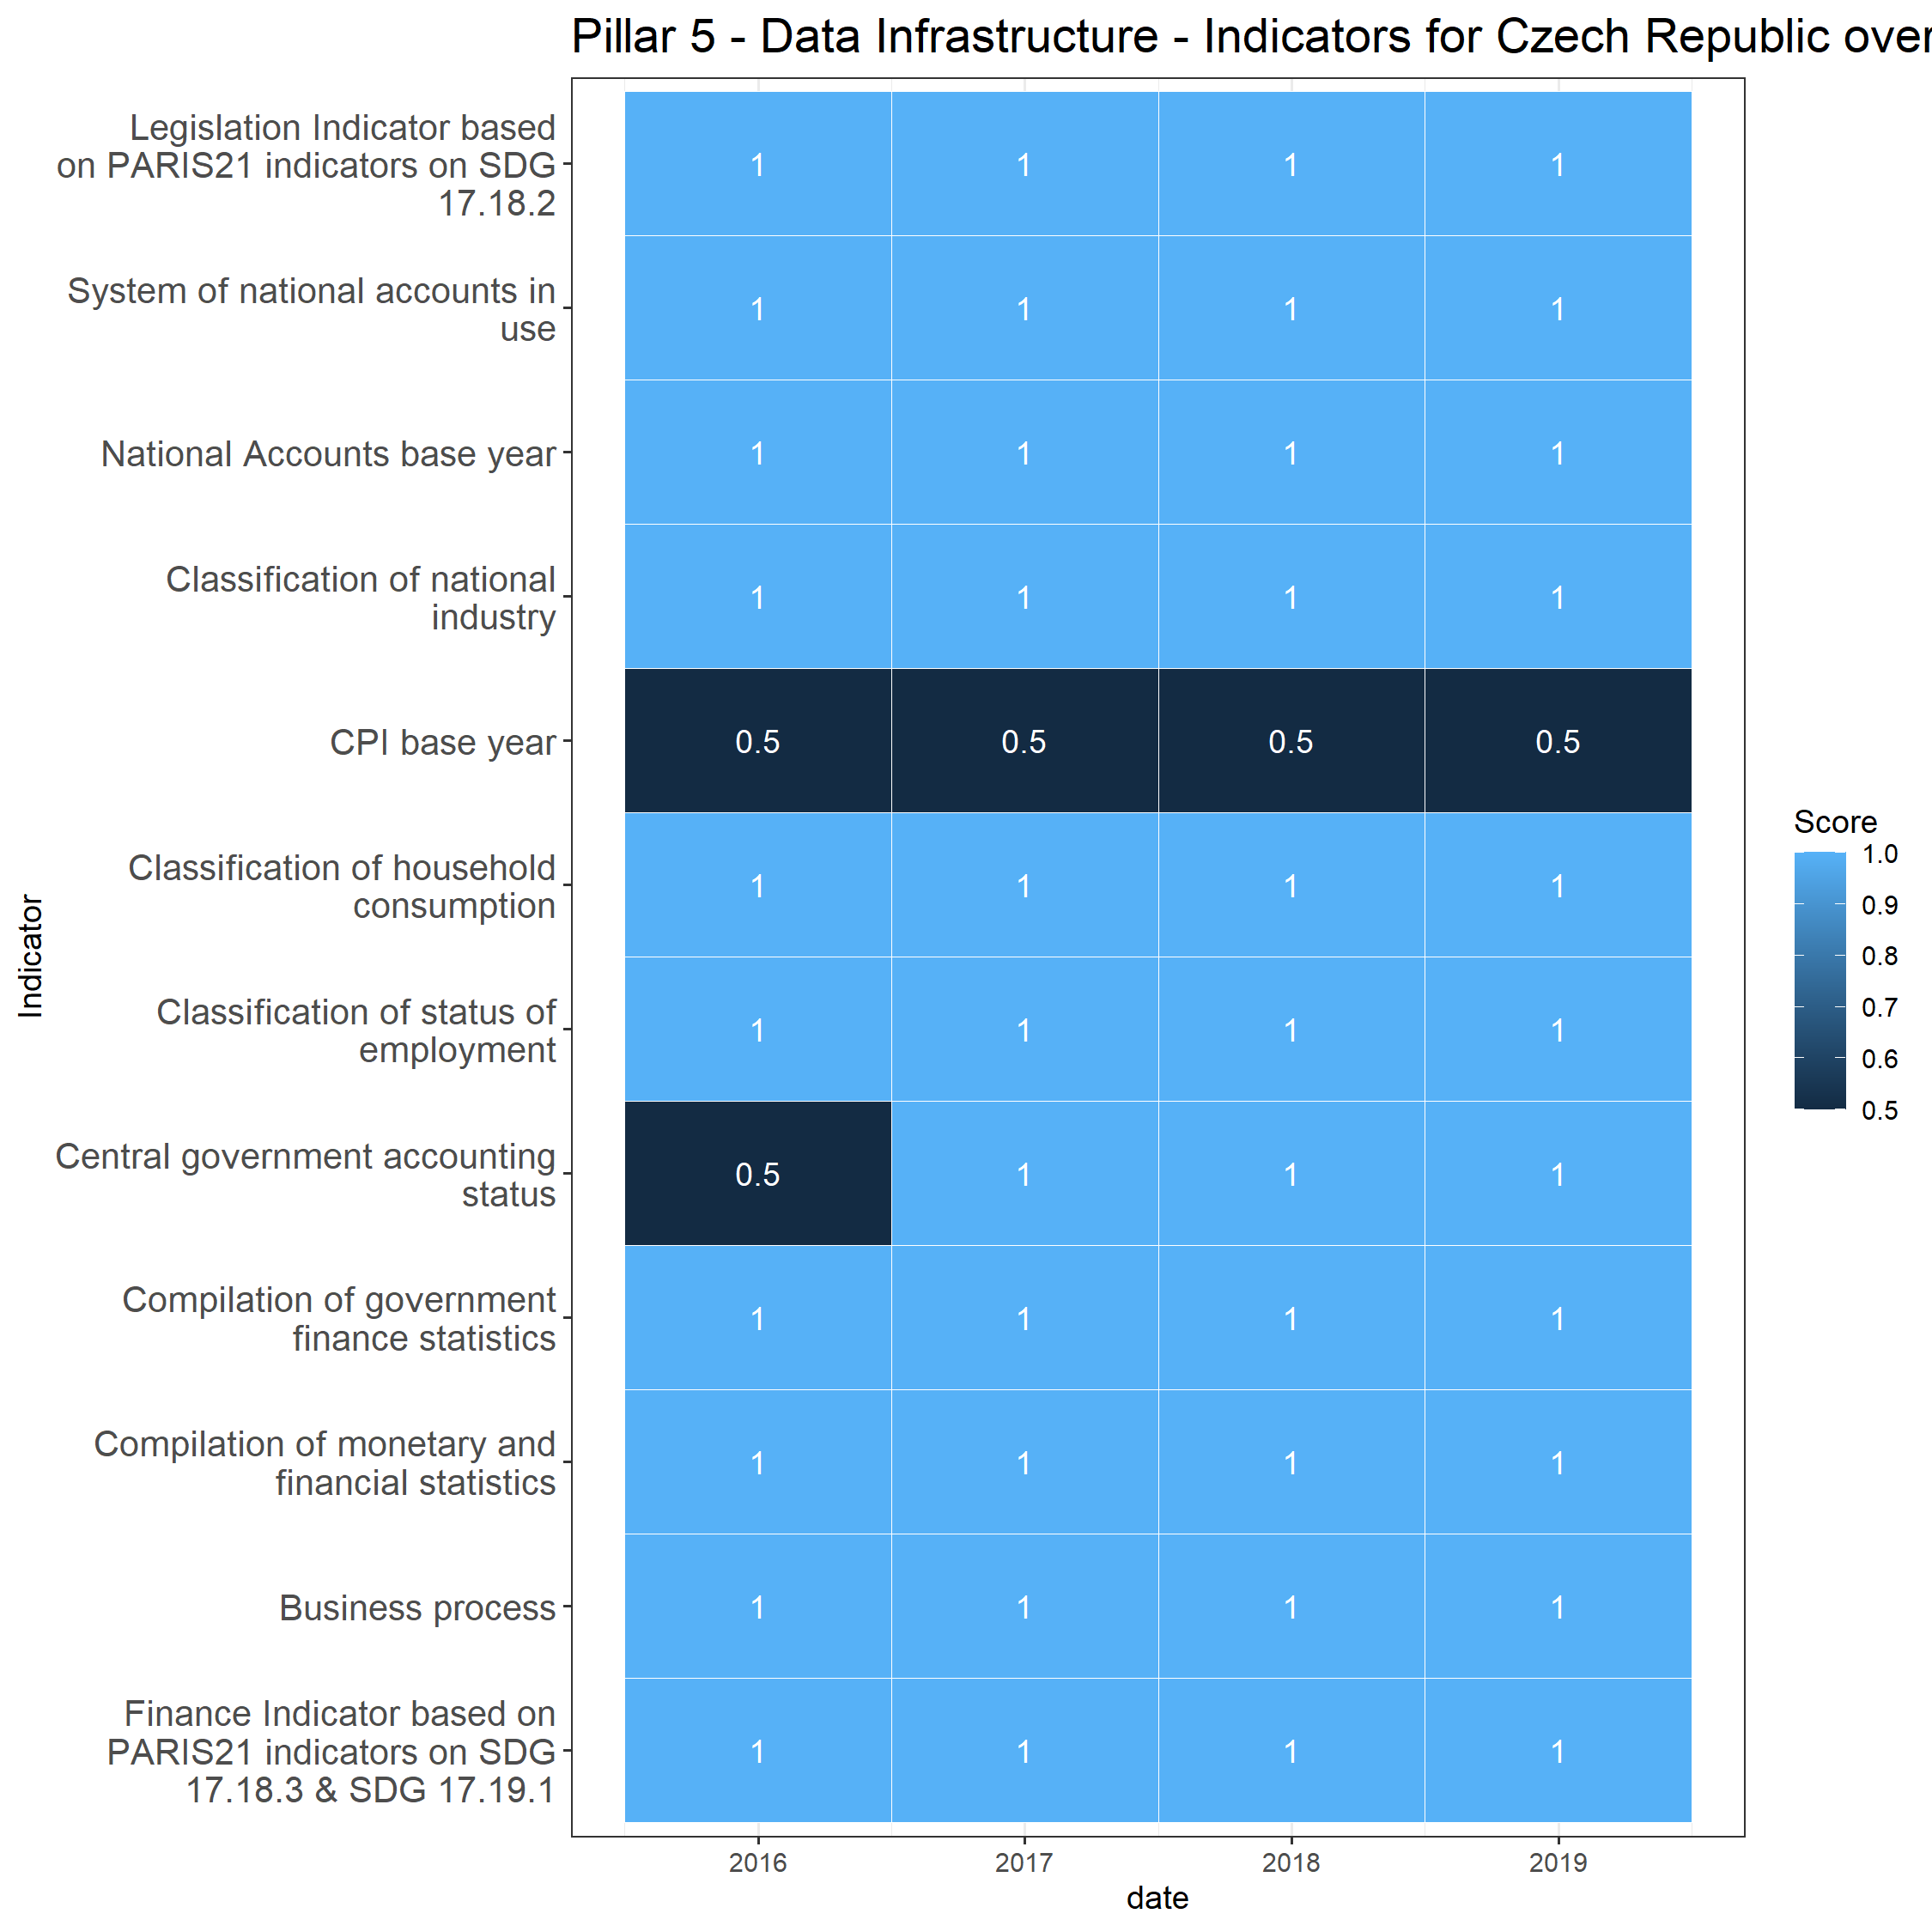 Pillar 5 - Data Infrastructure - Indicators for Czech Republic over
Legislation Indicator based
on PARIS21 indicators on SDG
17.18.2
1 1 1 1
System of national accounts in
use
1 1 1 1
National Accounts base year
1 1 1 1
Classification of national
industry
1 1 1 1
CPI base year
0.5 0.5 0.5 0.5
Classification of household
consumption
1 1 1 1
Classification of status of
employment
1 1 1 1
Central government accounting
status
0.5 1 1 1
Compilation of government
finance statistics
1 1 1 1
Compilation of monetary and
financial statistics
1 1 1 1
Business process
1 1 1 1
Finance Indicator based on
PARIS21 indicators on SDG
17.18.3 & SDG 17.19.1
1 1 1 1
Indicator
2016 2017 2018 2019
date
Score
1.0
0.9
0.8
0.7
0.6
0.5